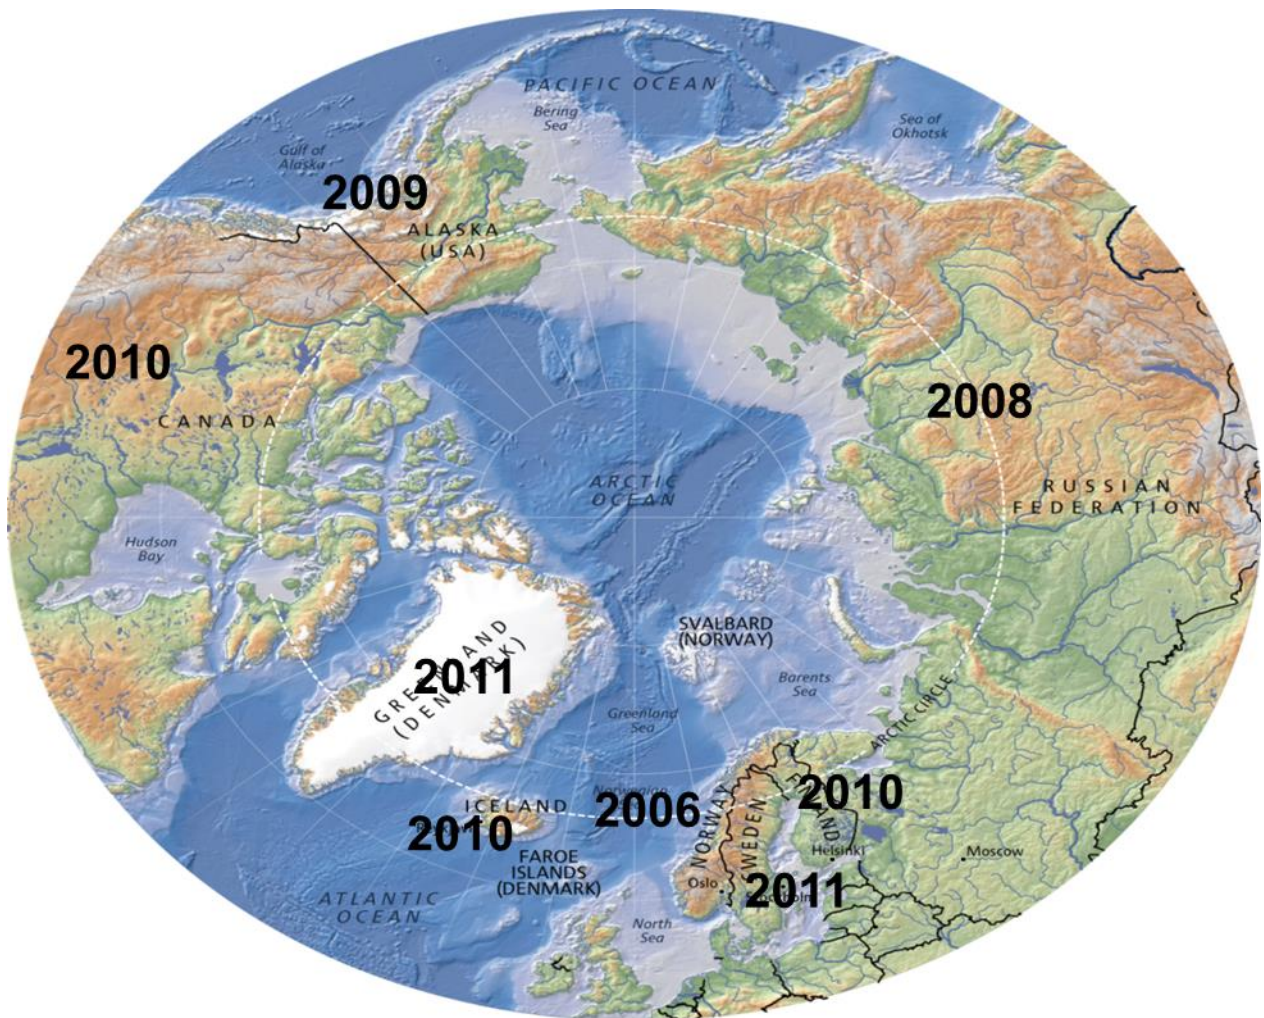 PACIFIC OCEAN
Bering
Sea
Sea of
Okhotsk
Gulf of
Alaska
2009
ALASKA
(USA)
2010
2008
CANADA
ARCTIC
OCEAN
RUSSIAN
FEDERATION
Hudson
Bay
SVALBARD
(NORWAY)
2011
(DENMARK)
Barents
Sea
Greenland
Sea
ARCTIC CIRCLE
ICELAND
2010
2006
NORWAY
2010
Helsinki
Moscow
FAROE
ISLANDS
(DENMARK)
Oslo
2011
ATLANTIC
OCEAN
North
Sea